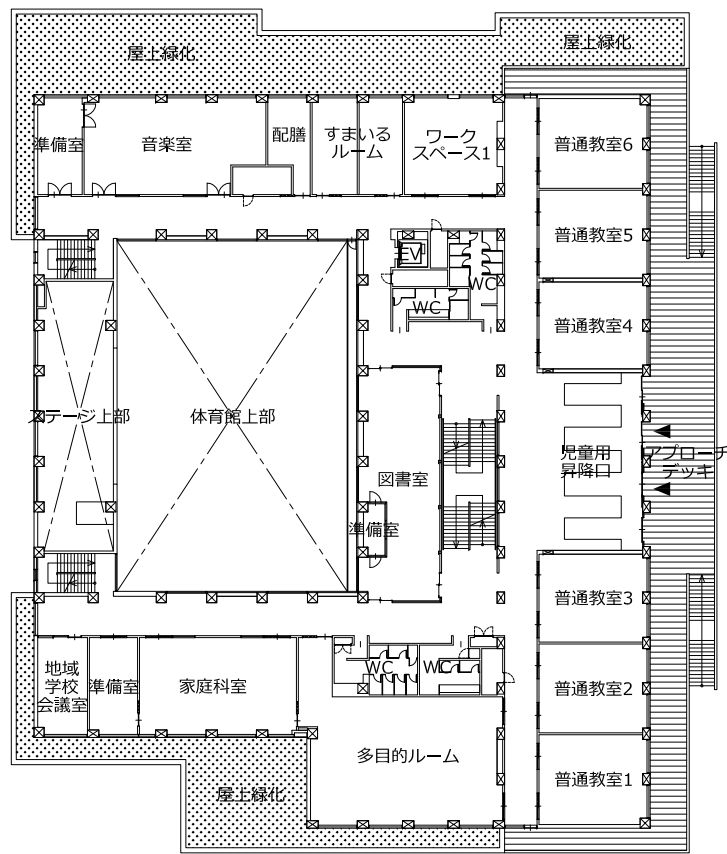 屋上緑化
屋上緑化
準備室
音楽室
配膳
すまいる
ルーム
ワーク
スペース1
普通教室6
普通教室5
EV
WC
WC
普通教室4
ステージ上部
体育館上部
図書室
準備室
児童用
昇降口
アプローチ
デッキ
普通教室3
地域
学校
会議室
準備室
家庭科室
WC
WC
普通教室2
多目的ルーム
普通教室1
屋上緑化